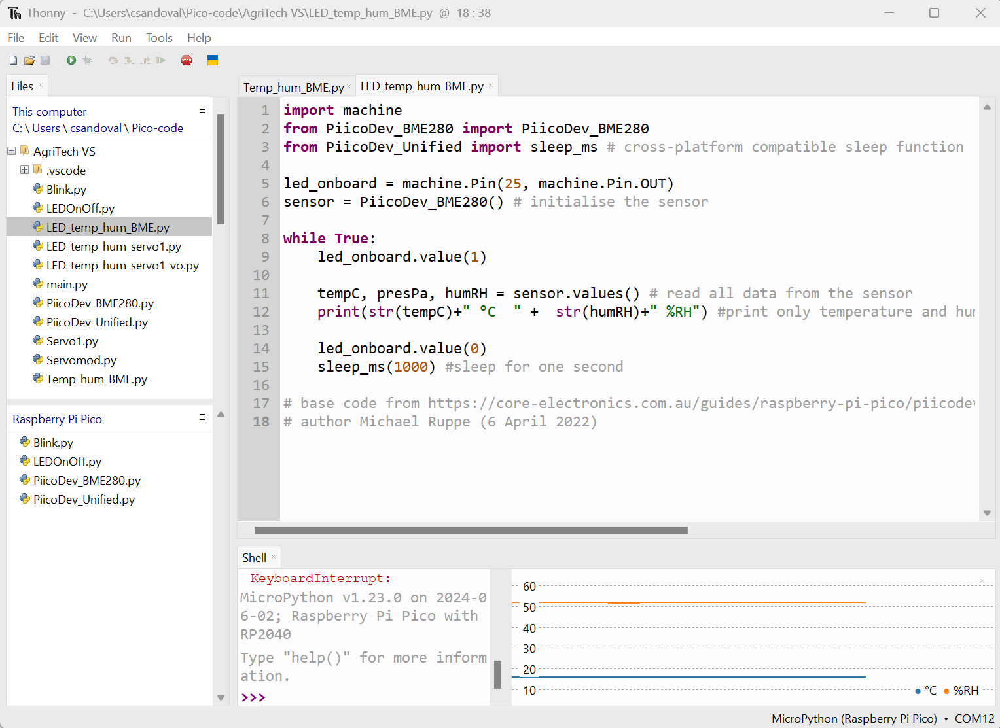 Thonny - C:\Users\csandoval\Pico-code\AgriTech VS\LED_temp_hum_BME.py @ 18 : 38
File Edit View Run Tools Help
STOP
Files ×
This computer
C: \ Users \ csandoval \ Pico-code
AgriTech VS
.vscode
Blink.py
LEDOnOff.py
LED_temp_hum_BME.py
LED_temp_hum_servo1.py
LED_temp_hum_servo1_vo.py
main.py
PiicoDev_BME280.py
PiicoDev_Unified.py
Servo1.py
Servomod.py
Temp_hum_BME.py
Raspberry Pi Pico
Blink.py
LEDOnOff.py
PiicoDev_BME280.py
PiicoDev_Unified.py
Temp_hum_BME.py × LED_temp_hum_BME.py ×
1 import machine
2 from PiicoDev_BME280 import PiicoDev_BME280
3 from PiicoDev_Unified import sleep_ms # cross-platform compatible sleep function
4
5 led_onboard = machine.Pin(25, machine.Pin.OUT)
6 sensor = PiicoDev_BME280() # initialise the sensor
7
8 while True:
9     led_onboard.value(1)
10
11     tempC, presPa, humRH = sensor.values() # read all data from the sensor
12     print(str(tempC)+" °C  " +  str(humRH)+" %RH") #print only temperature and hu
13
14     led_onboard.value(0)
15     sleep_ms(1000) #sleep for one second
16
17 # base code from https://core-electronics.com.au/guides/raspberry-pi-pico/piicodev
18 # author Michael Ruppe (6 April 2022)
Shell ×
KeyboardInterrupt:
MicroPython v1.23.0 on 2024-0
6-02; Raspberry Pi Pico with
RP2040
Type "help()" for more inform
ation.
>>>
60
50
40
30
20
10
°C %RH
MicroPython (Raspberry Pi Pico) • COM12